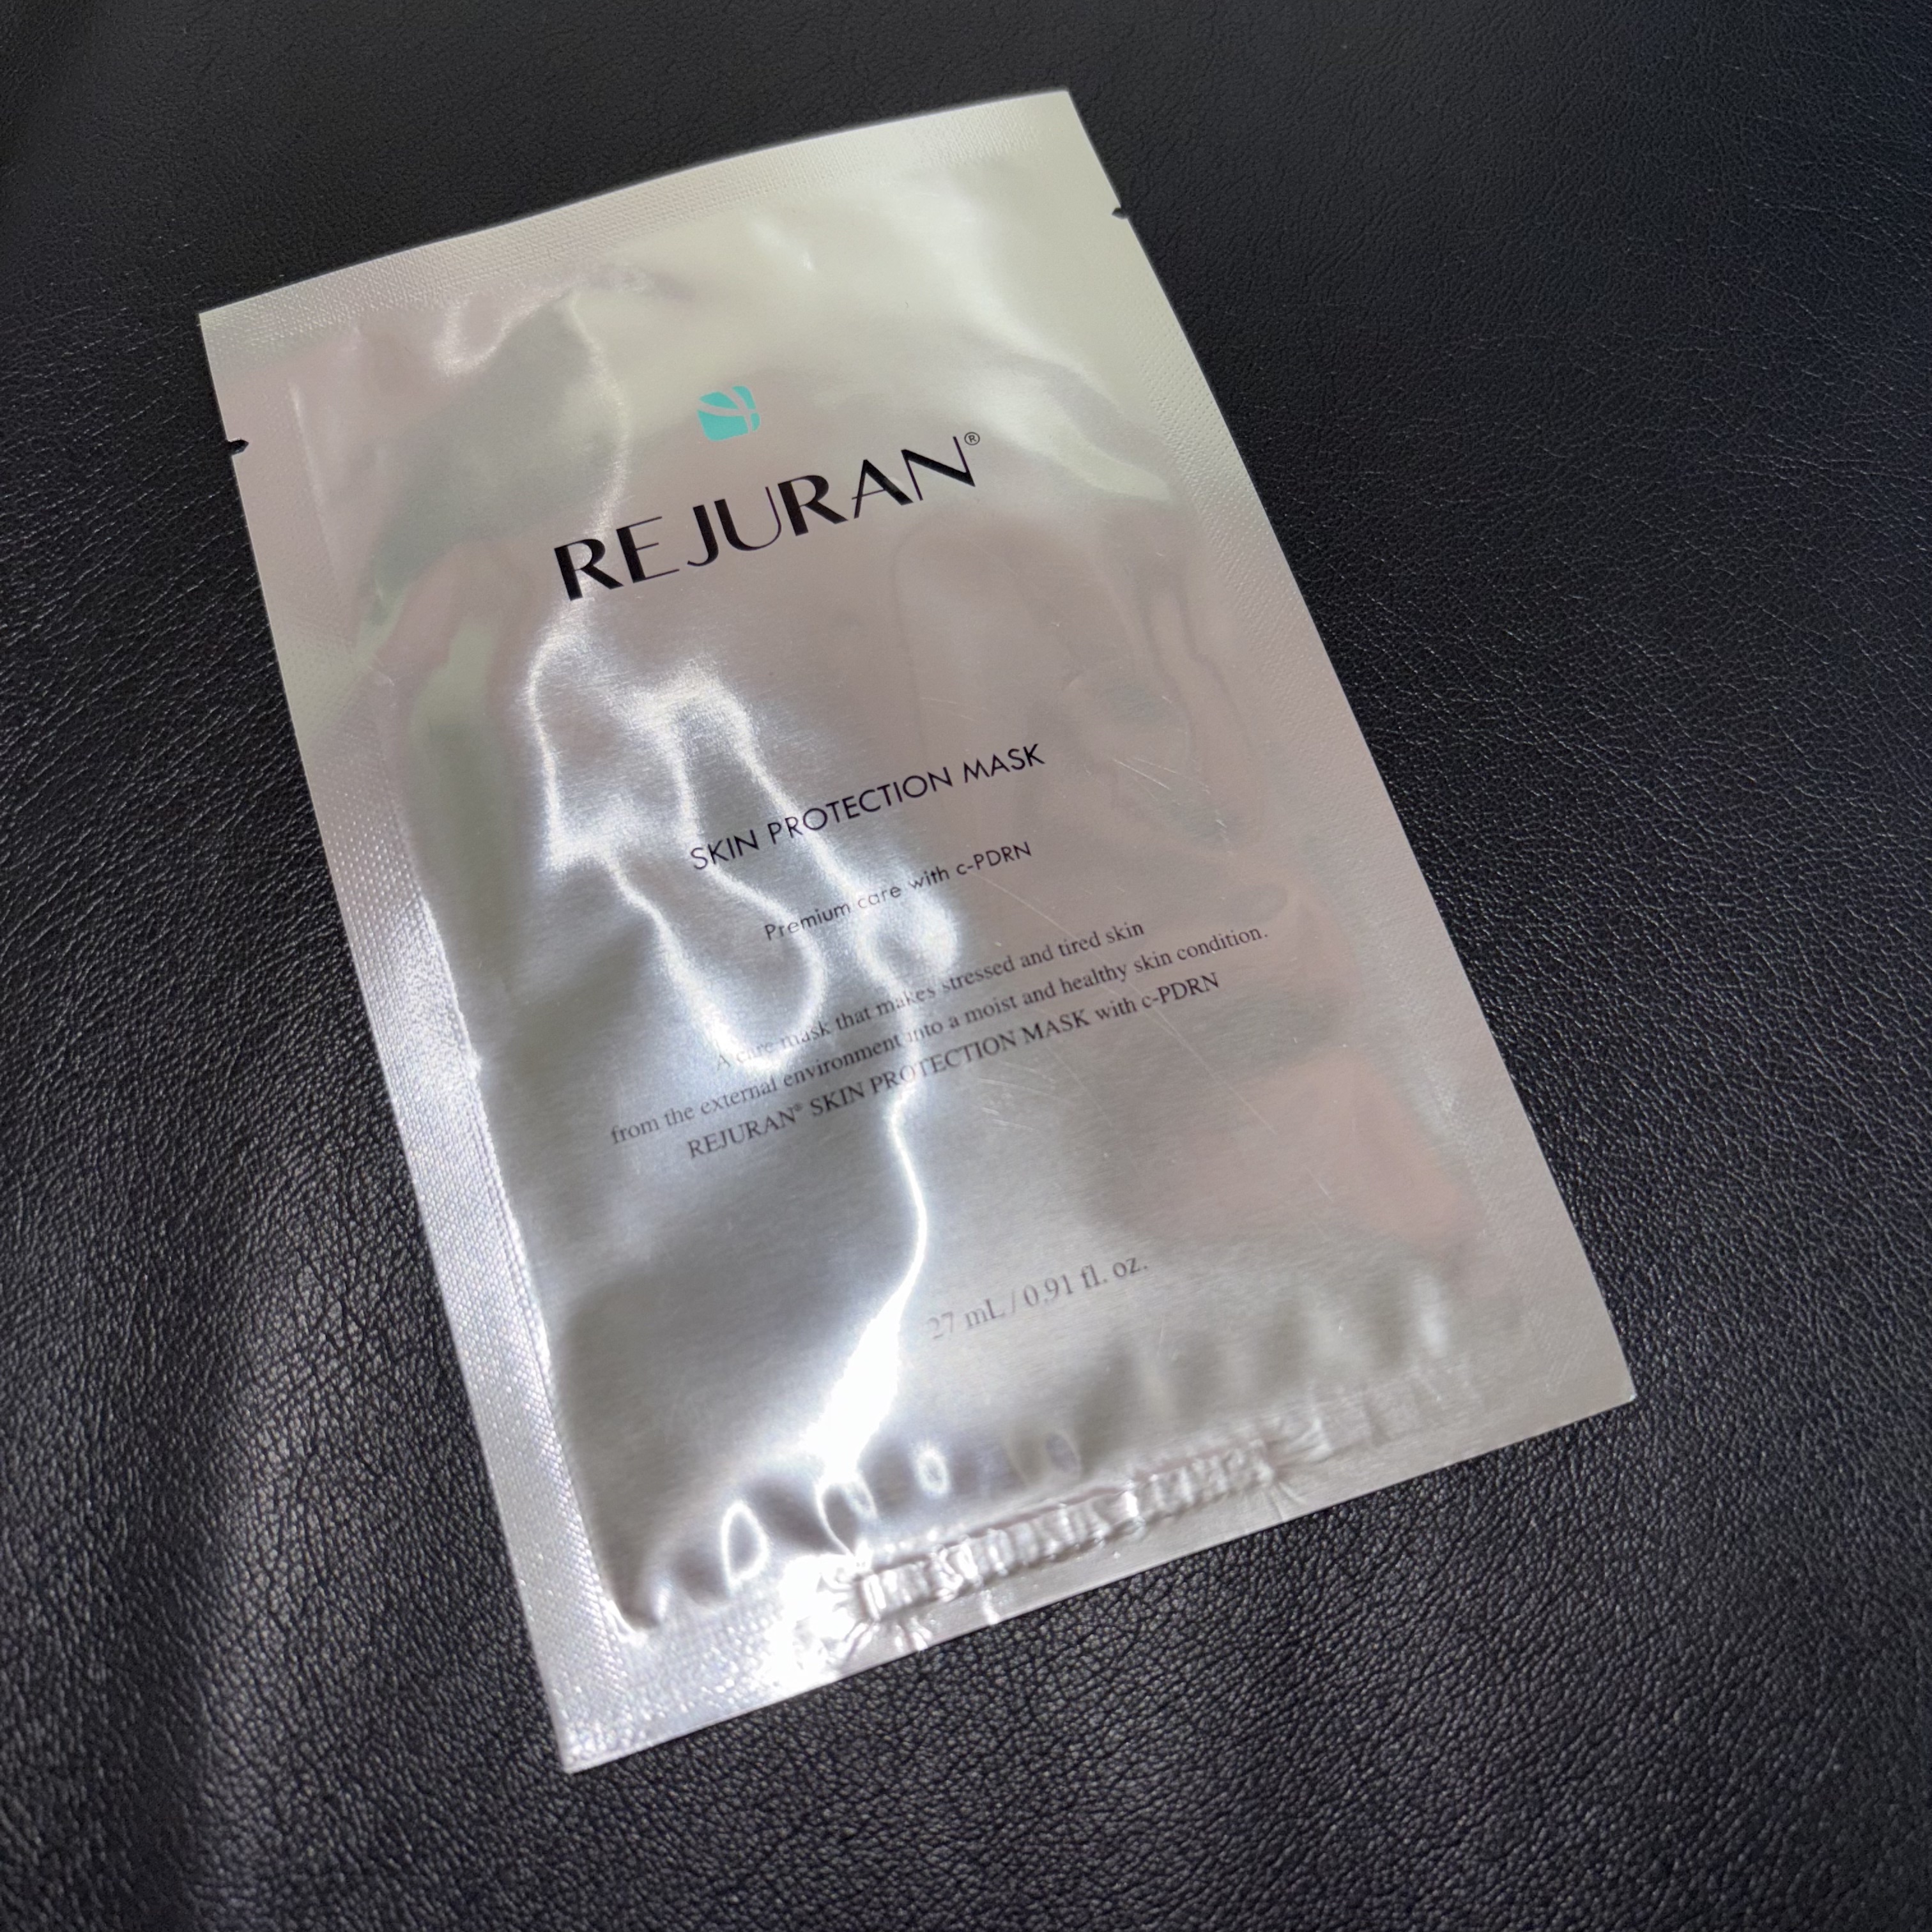 REJURAN®
SKIN PROTECTION MASK
Premium care with c-PDRN
A care mask that makes stressed and tired skin
from the external environment into a moist and healthy skin condition.
REJURAN® SKIN PROTECTION MASK with c-PDRN
27 mL / 0.91 fl. oz.